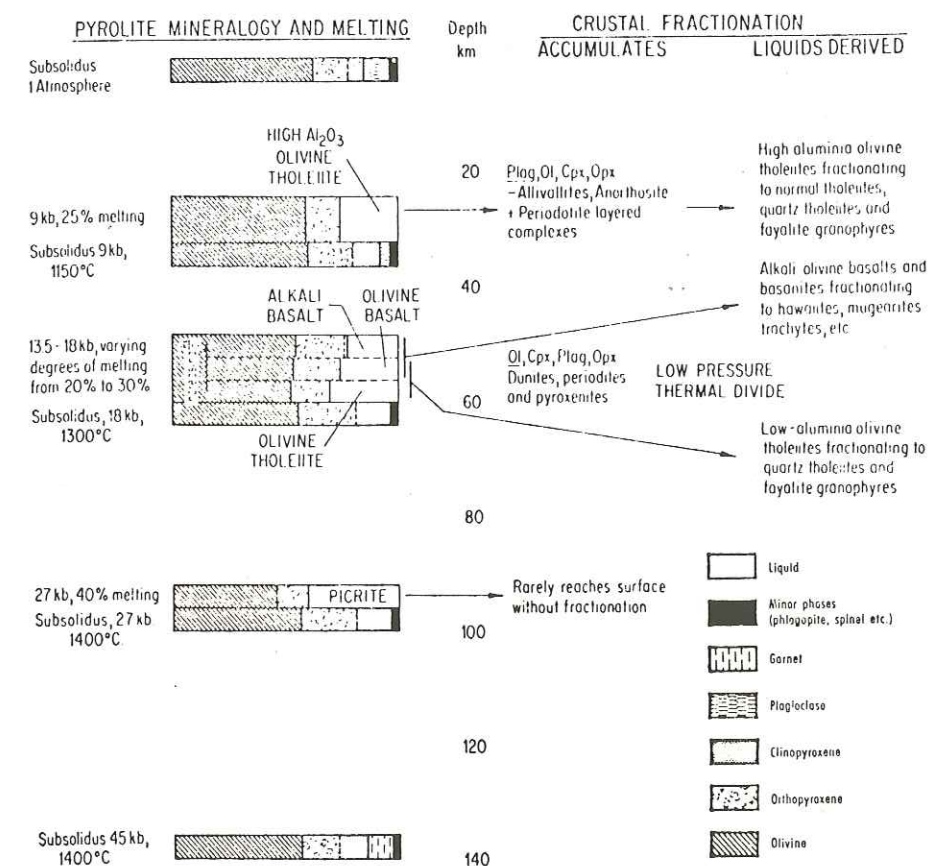 PYROLITE MINERALOGY AND MELTING
Depth
km
CRUSTAL FRACTIONATION
ACCUMULATES
LIQUIDS DERIVED
Subsolidus
1 Atmosphere
HIGH Al2O3
OLIVINE
THOLEIITE
9 kb, 25% melting
Subsolidus 9 kb,
1150°C
20
Plag, Ol, Cpx, Opx
-Allivallites, Anorthosite
+ Periodotite layered
complexes
High alumina olivine
tholeiites fractionating
to normal tholeiites,
quartz tholeiites and
fayalite granophyres
40
ALKALI
BASALT
OLIVINE
BASALT
13.5 - 18 kb, varying
degrees of melting
from 20% to 30%
Subsolidus, 18 kb,
1300°C
OLIVINE
THOLEIITE
Alkali olivine basalts and
basanites fractionating
to hawaiites, mugearites
trachytes, etc
Ol, Cpx, Plag, Opx
Dunites, periodites
and pyroxenites
60
LOW PRESSURE
THERMAL DIVIDE
Low-alumina olivine
tholeiites fractionating to
quartz tholeiites and
fayalite granophyres
80
27 kb, 40% melting
Subsolidus, 27 kb
1400°C
PICRITE
Rarely reaches surface
without fractionation
100
120
Subsolidus 45 kb,
1400°C
140
Liquid
Minor phases
(phlogopite, spinal etc.)
Garnet
Plagioclase
Clinopyroxene
Orthopyroxene
Olivine